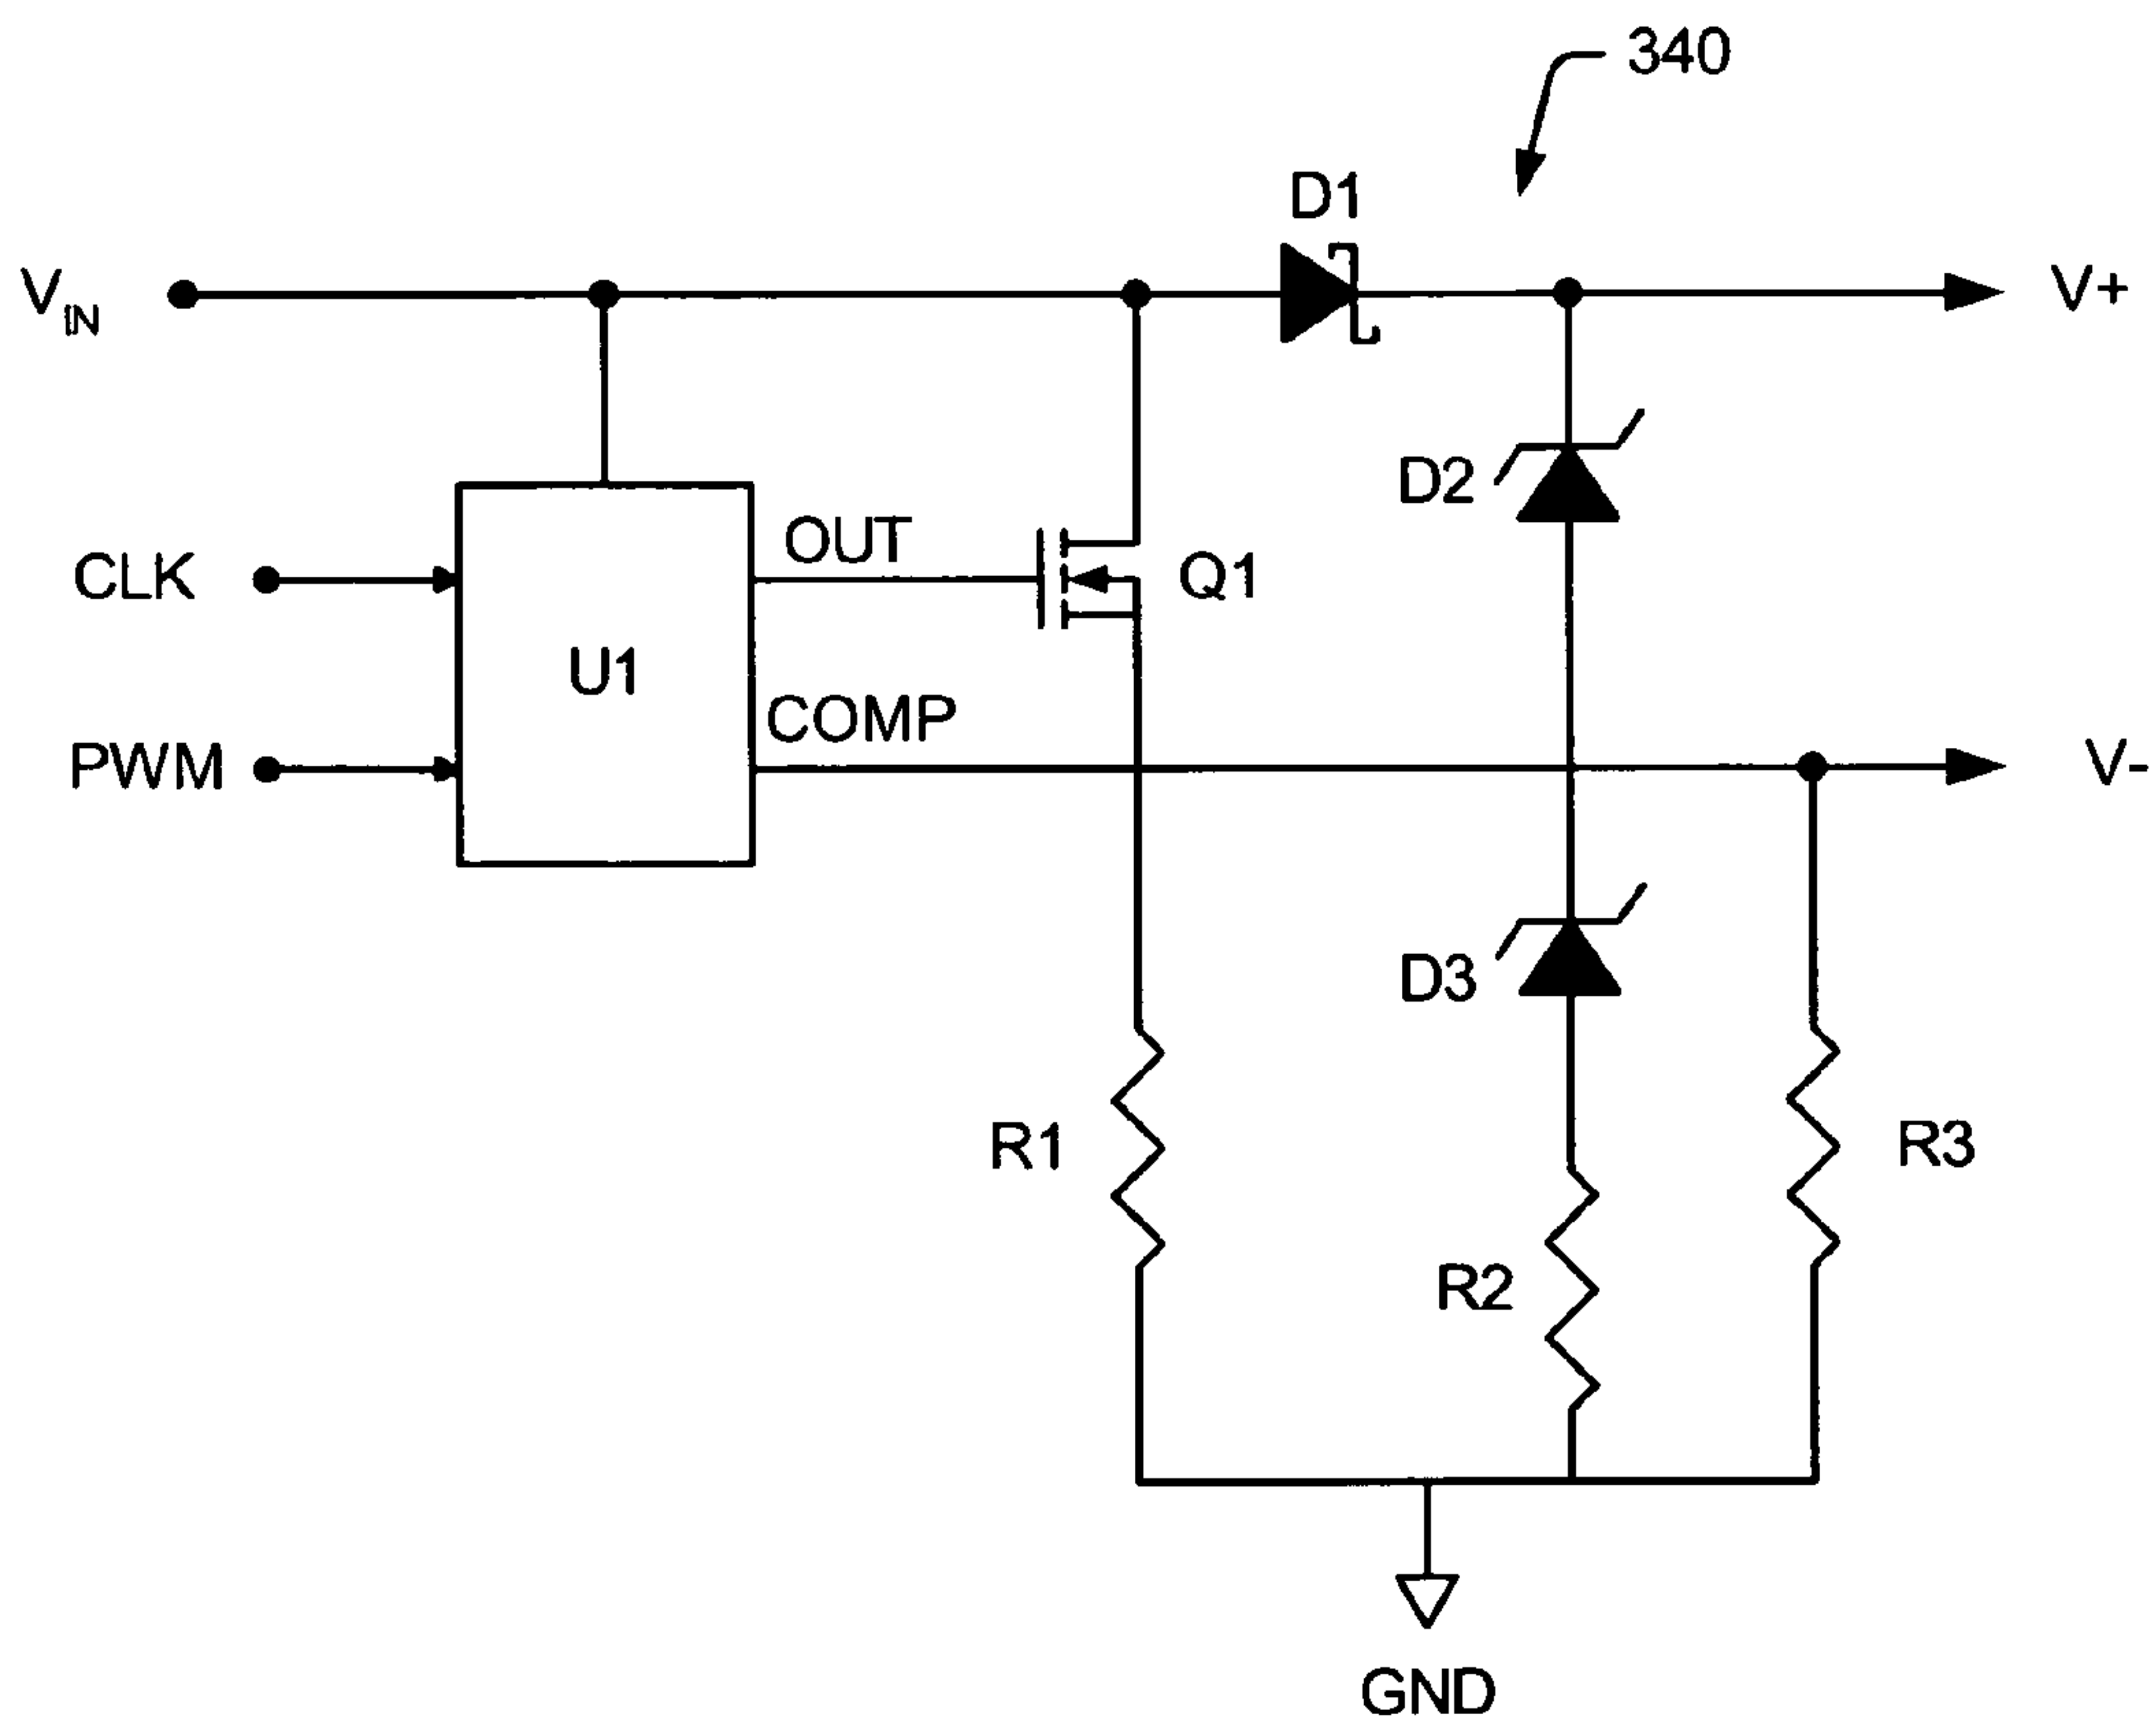 340
D1
VIN
V+
D2
OUT
CLK
Q1
U1
COMP
PWM
V-
D3
R1
R3
R2
GND